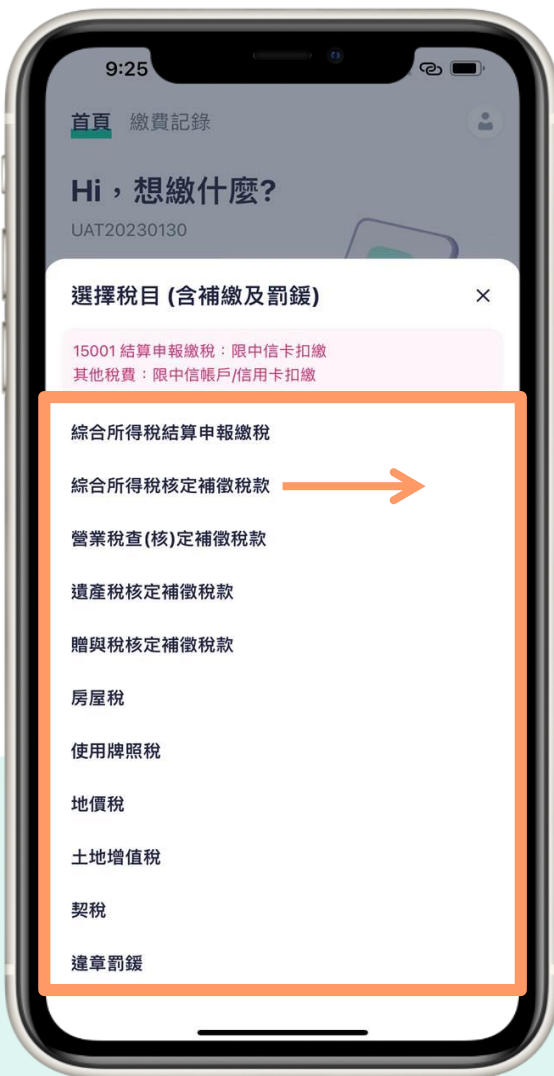 9:25
首頁 繳費記錄
Hi，想繳什麼?
UAT20230130
選擇稅目 (含補繳及罰鍰)
15001 結算申報繳稅：限中信卡扣繳
其他稅費：限中信帳戶/信用卡扣繳
綜合所得稅結算申報繳稅
綜合所得稅核定補徵稅款
營業稅查(核)定補徵稅款
遺產稅核定補徵稅款
贈與稅核定補徵稅款
房屋稅
使用牌照稅
地價稅
土地增值稅
契稅
違章罰鍰